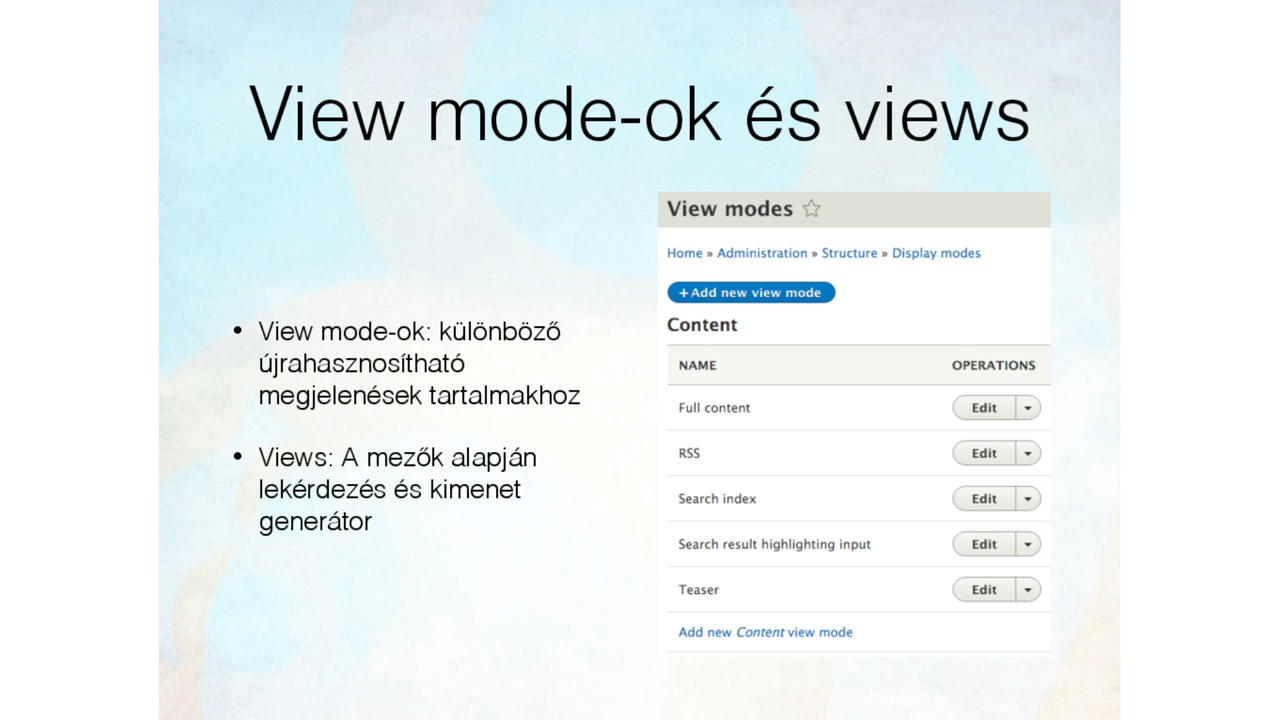 View mode-ok és views
• View mode-ok: különböző
újrahasznosítható
megjelenések tartalmakhoz
• Views: A mezők alapján
lekérdezés és kimenet
generátor
View modes
Home » Administration » Structure » Display modes
+ Add new view mode
Content
NAME OPERATIONS
Full content Edit
RSS Edit
Search index Edit
Search result highlighting input Edit
Teaser Edit
Add new Content view mode